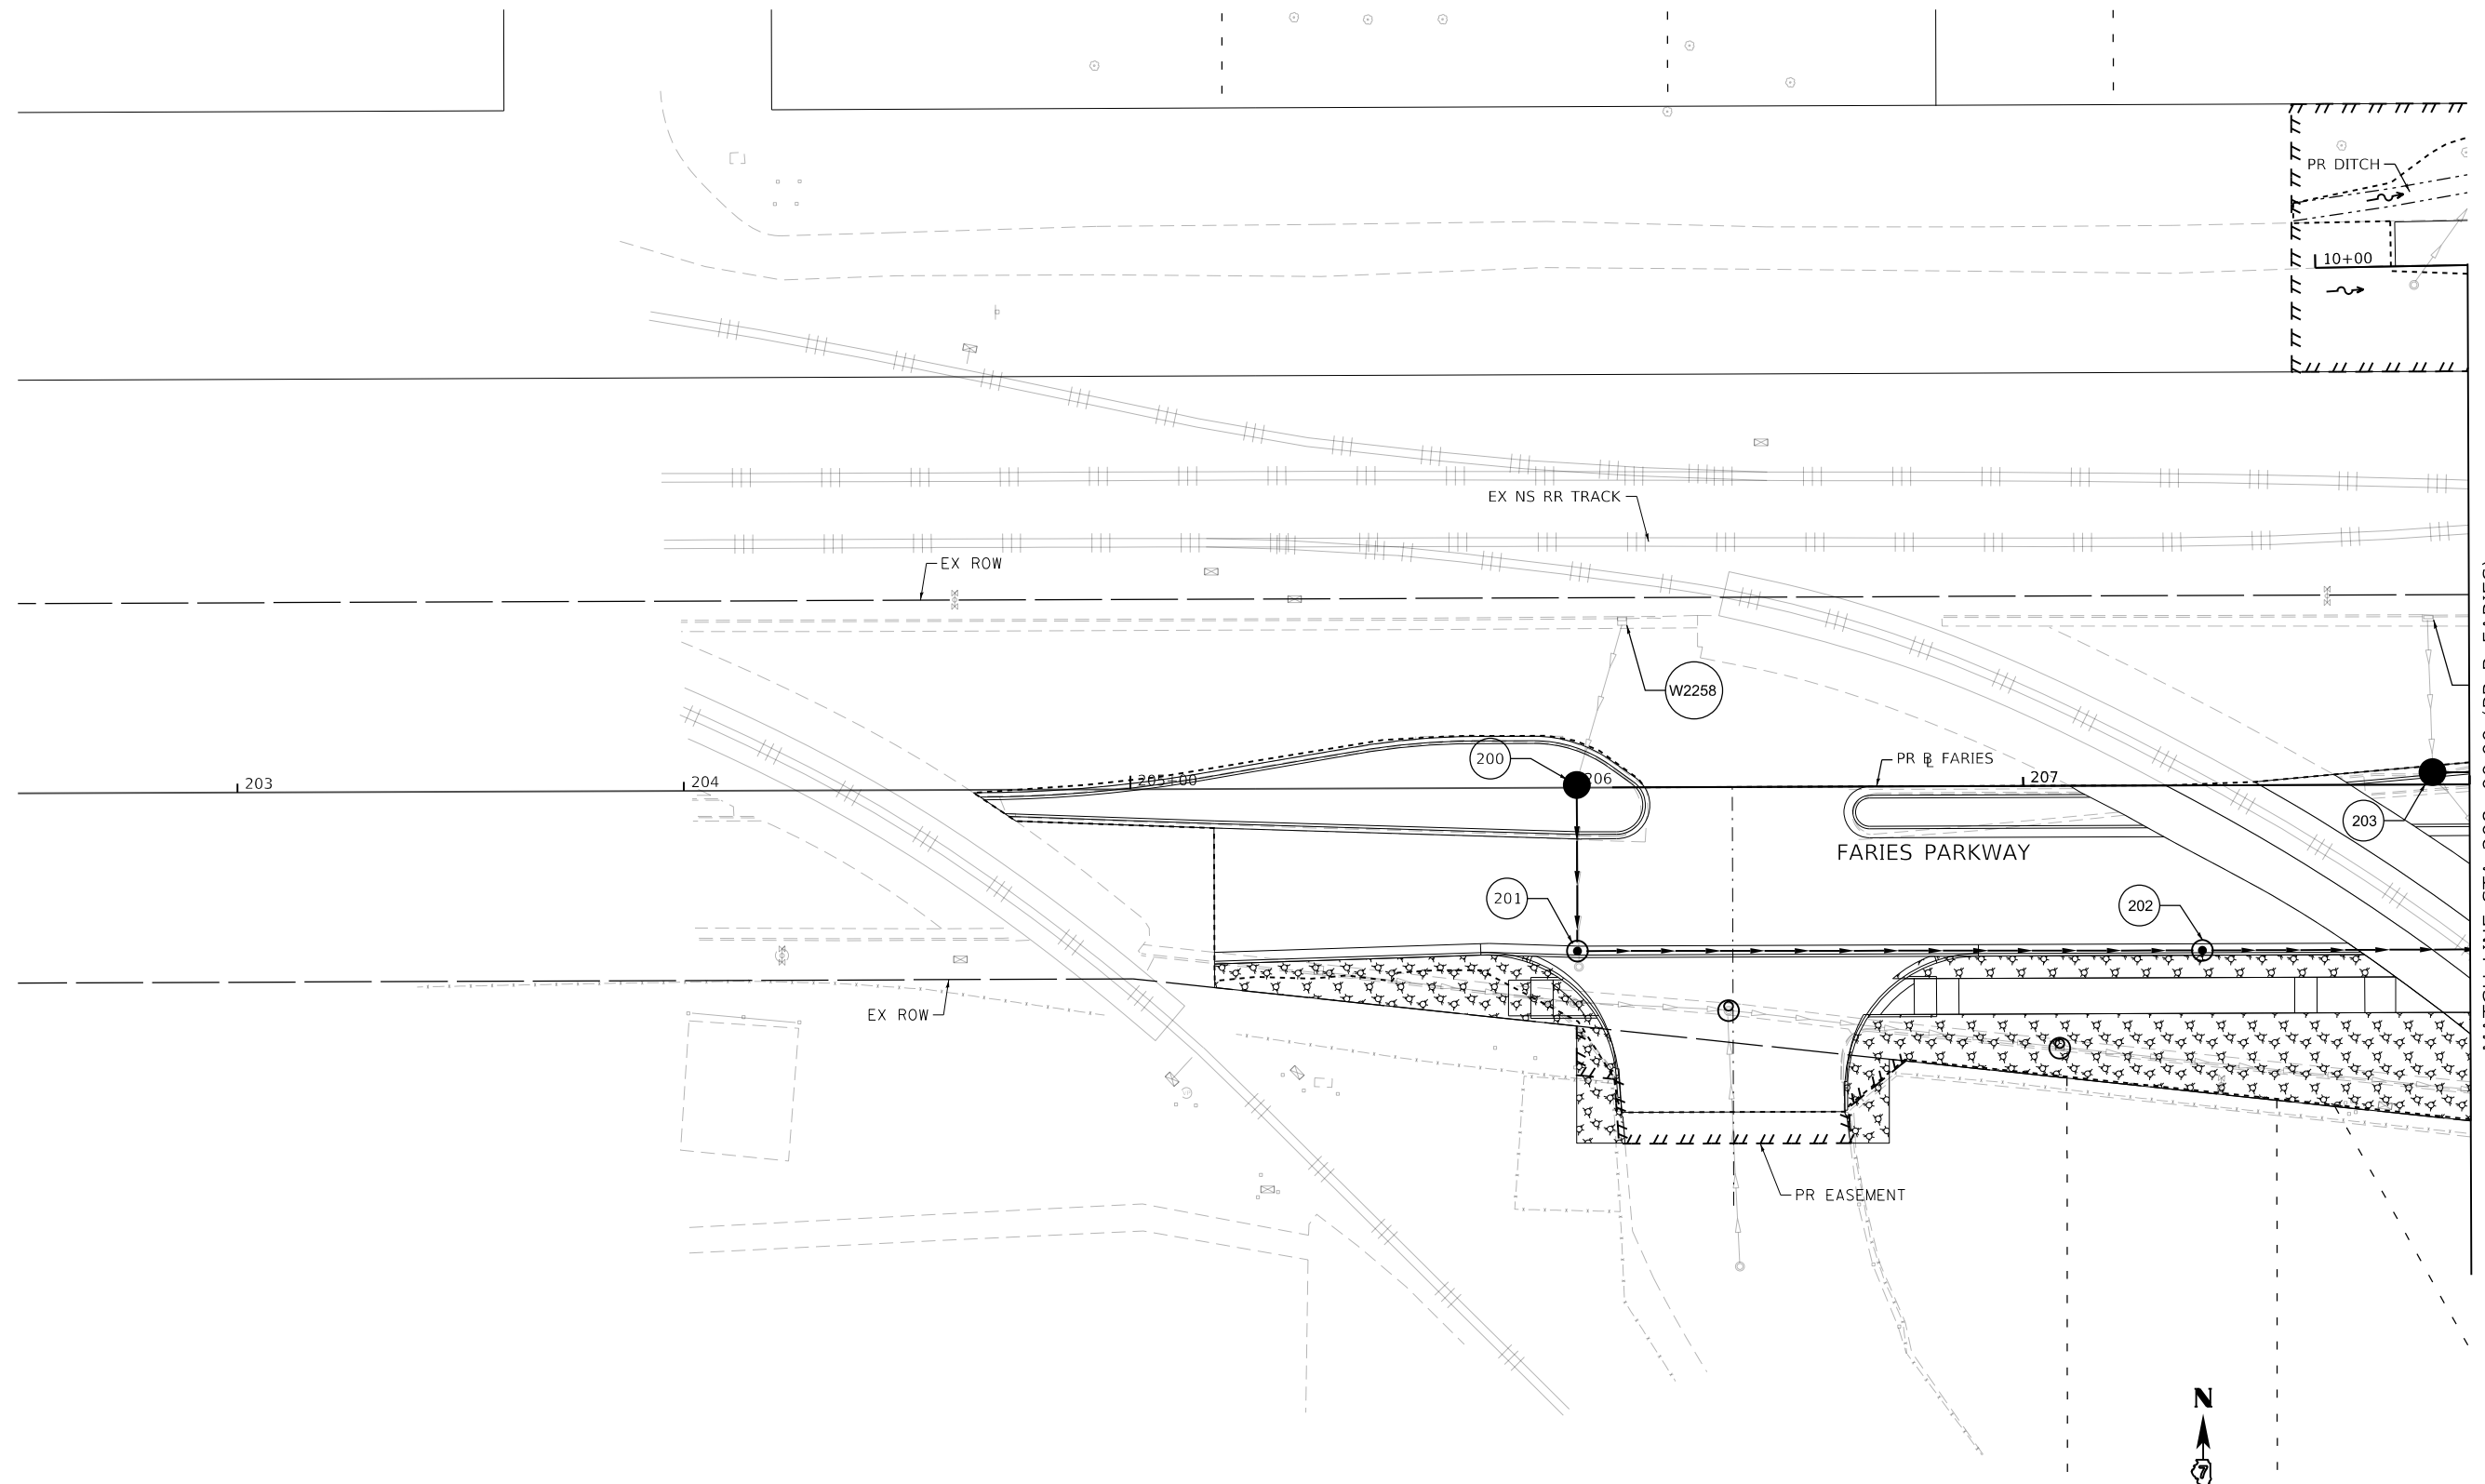 PR DITCH
10+00
EX NS RR TRACK
EX ROW
W2258
200
PR BL FARIES
203
204
205+00
206
207
203
FARIES PARKWAY
201
202
EX ROW
PR EASEMENT
N
7